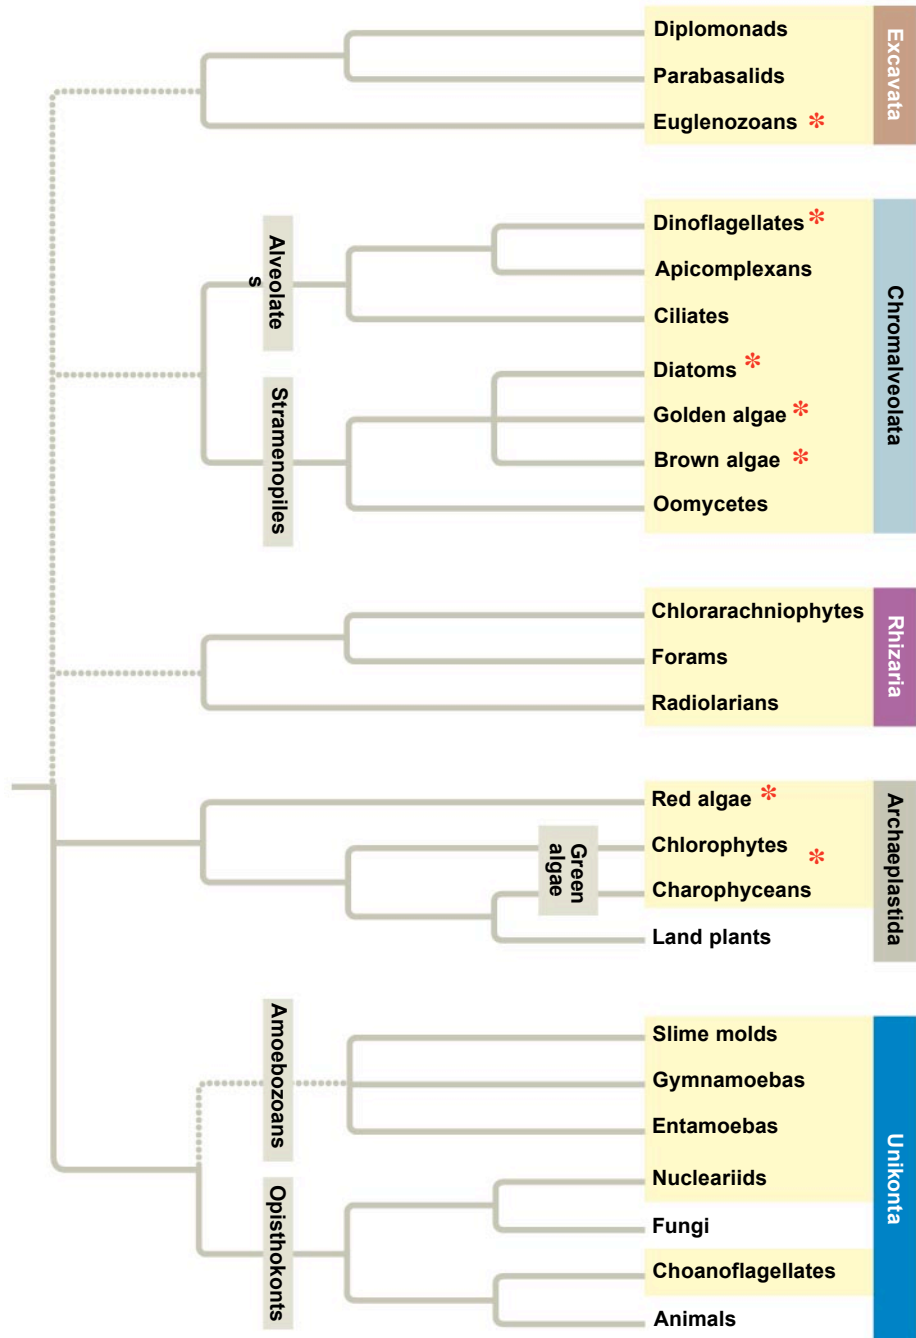 Diplomonads
Parabasalids
Euglenozoans *
Excavata
Dinoflagellates *
Apicomplexans
Ciliates
Alveolate
s
Diatoms *
Golden algae *
Brown algae *
Oomycetes
Stramenopiles
Chromalveolata
Chlorarachniophytes
Forams
Radiolarians
Rhizaria
Red algae *
Chlorophytes
*
Charophyceans
Green
algae
Land plants
Archaeplastida
Slime molds
Gymnamoebas
Entamoebas
Amoebozoans
Nucleariids
Fungi
Choanoflagellates
Animals
Opisthokonts
Unikonta